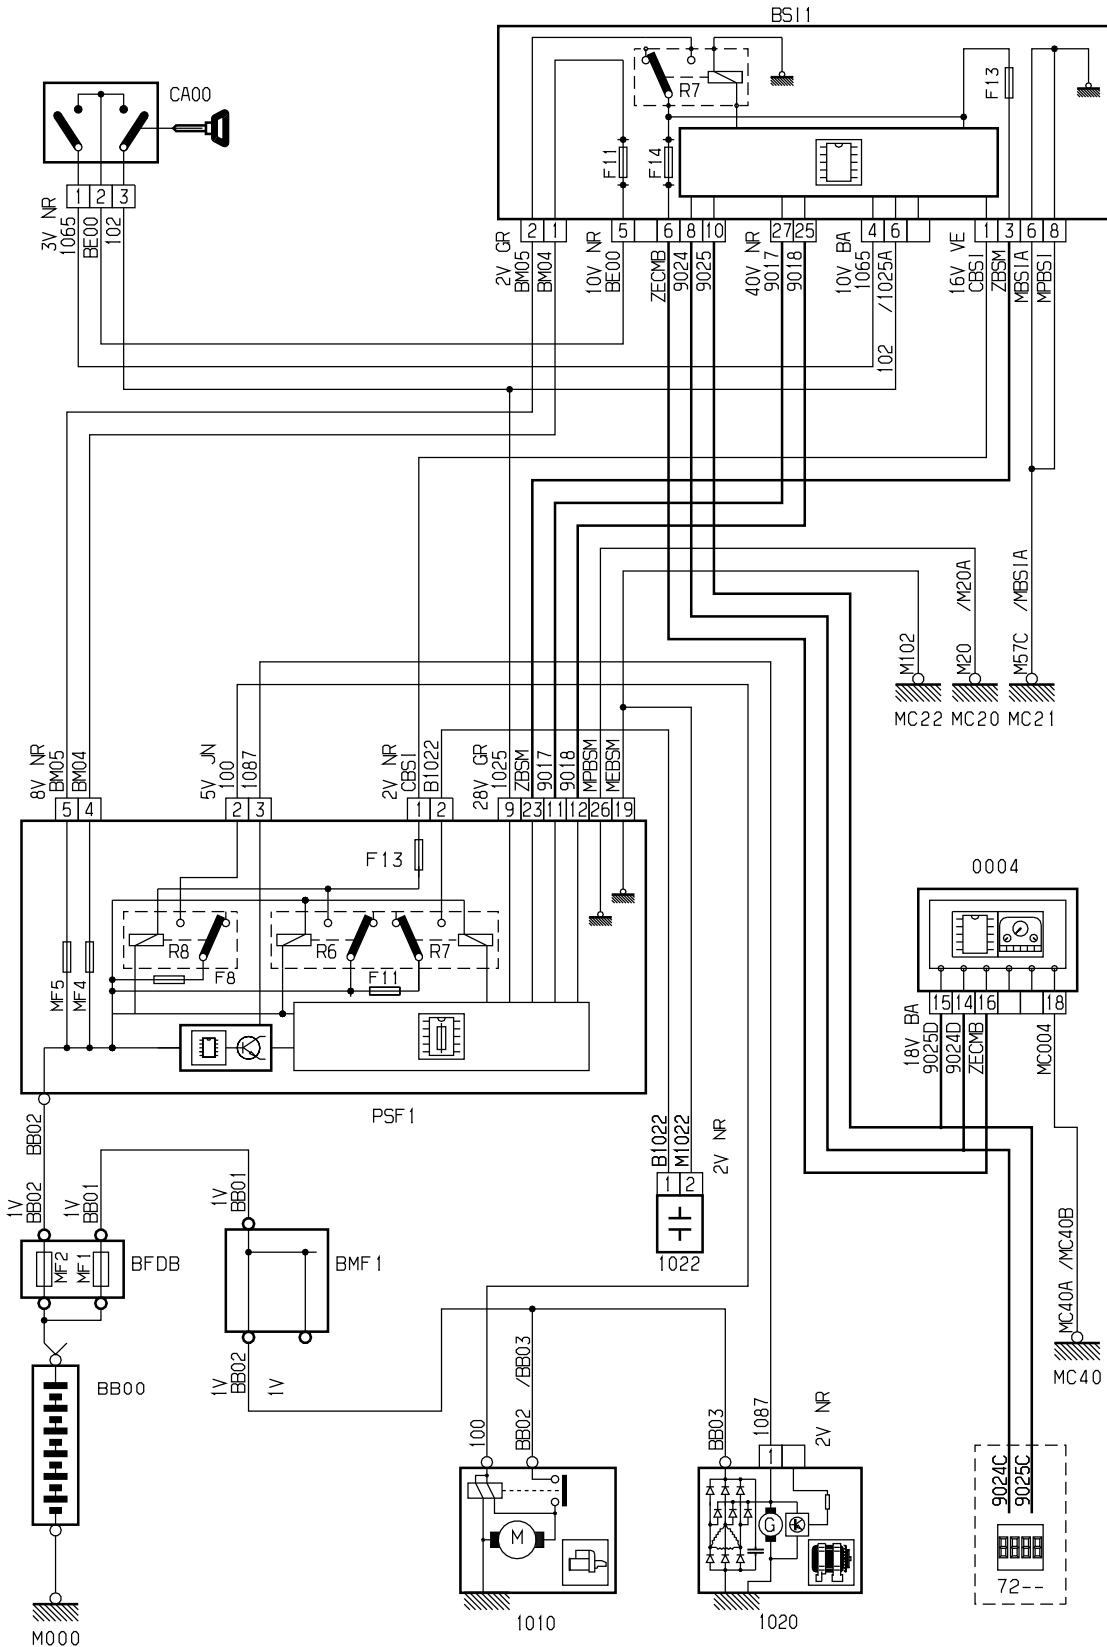 BSI1
CA00
R7
F13
F11
F14
1 2 3
3V NR
1065
BE00
102
2 1
5
6 8 10
27 25
4 6
1 3 6 8
2V GR
BM05
BM04
10V NR
BE00
ZECMB
9024
9025
40V NR
9017
9018
10V BA
1065
/1025A
102
16V VE
CBSI
ZBSM
MBSIA
MPBSI
M102
M20 /M20A
M57C /MBSIA
MC22 MC20 MC21
8V NR
BM05
BM04
5V JN
100
1087
2V NR
CBSI
B1022
28V GR
1025
ZBSM
9017
9018
MPBSM
MEBSM
5 4
2 3
1 2
9 23 11 12 26 19
F13
R8
R6
R7
F8
F11
MF5
MF4
PSF1
0004
15 14 16 18
18V BA
9025D
9024D
ZECMB
MC004
BB02
1V
BB02
1V
BB01
1V
BB01
MF2
MF1
BFDB
BMF1
B1022
M1022
2V NR
1 2
1022
BB00
1V
BB02
1V
MC40A /MC40B
MC40
100
BB02 /BB03
BB03
1087
2V NR
1
M
G
9024C
9025C
72--
M000
1010
1020